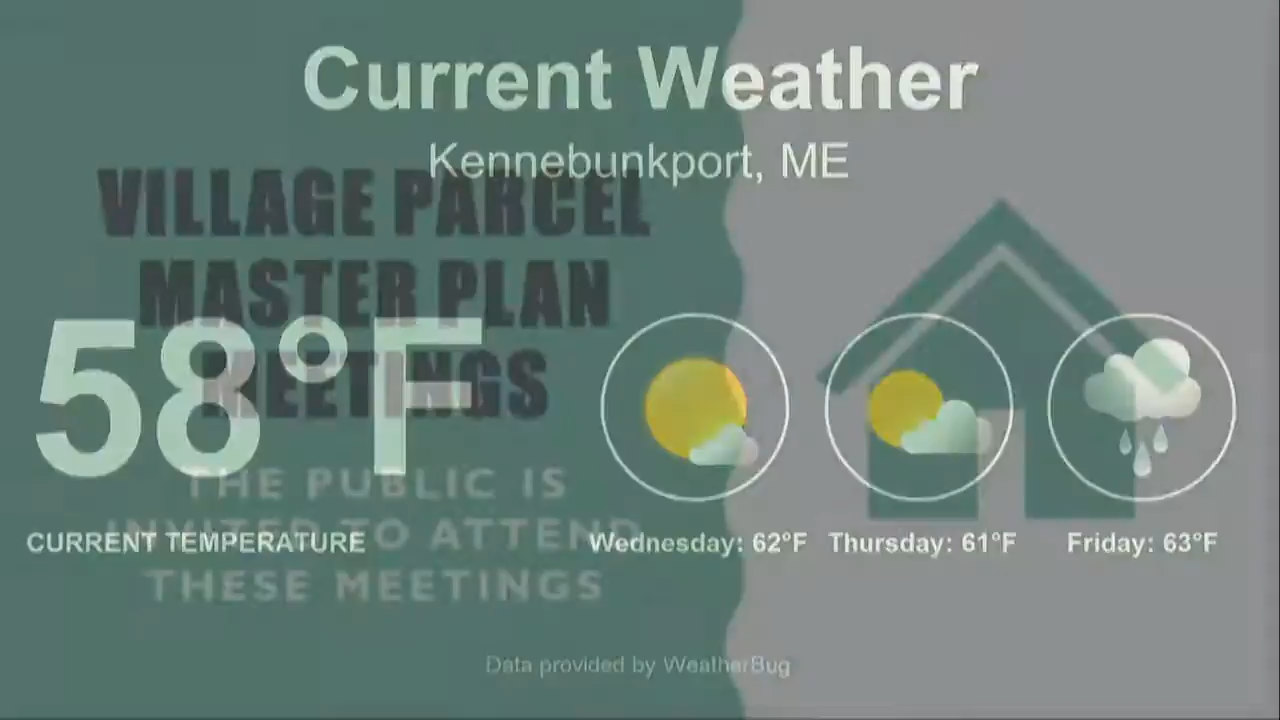 Current Weather
Kennebunkport, ME
VILLAGE PARCEL
MASTER PLAN
MEETINGS
58°F
THE PUBLIC IS
INVITED TO ATTEND
THESE MEETINGS
CURRENT TEMPERATURE
Wednesday: 62°F
Thursday: 61°F
Friday: 63°F
Data provided by WeatherBug